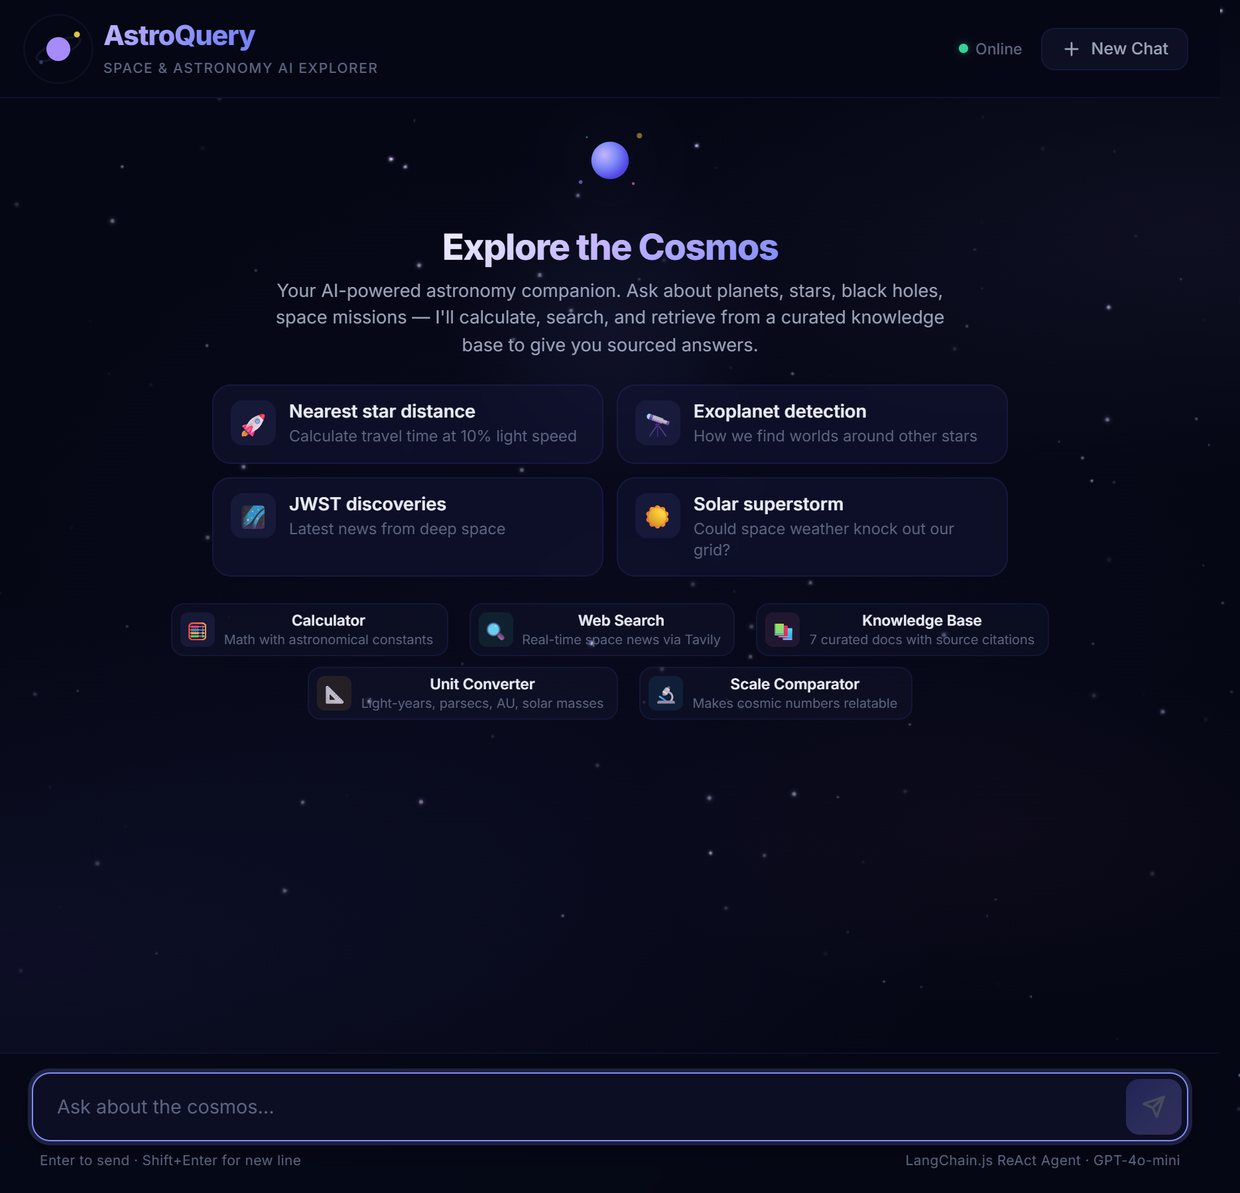 AstroQuery
SPACE & ASTRONOMY AI EXPLORER
Online
New Chat
Explore the Cosmos
Your AI-powered astronomy companion. Ask about planets, stars, black holes,
space missions — I'll calculate, search, and retrieve from a curated knowledge
base to give you sourced answers.
Nearest star distance
Calculate travel time at 10% light speed
Exoplanet detection
How we find worlds around other stars
JWST discoveries
Latest news from deep space
Solar superstorm
Could space weather knock out our
grid?
Calculator
Math with astronomical constants
Web Search
Real-time space news via Tavily
Knowledge Base
7 curated docs with source citations
Unit Converter
Light-years, parsecs, AU, solar masses
Scale Comparator
Makes cosmic numbers relatable
Ask about the cosmos...
Enter to send · Shift+Enter for new line
LangChain.js ReAct Agent · GPT-4o-mini